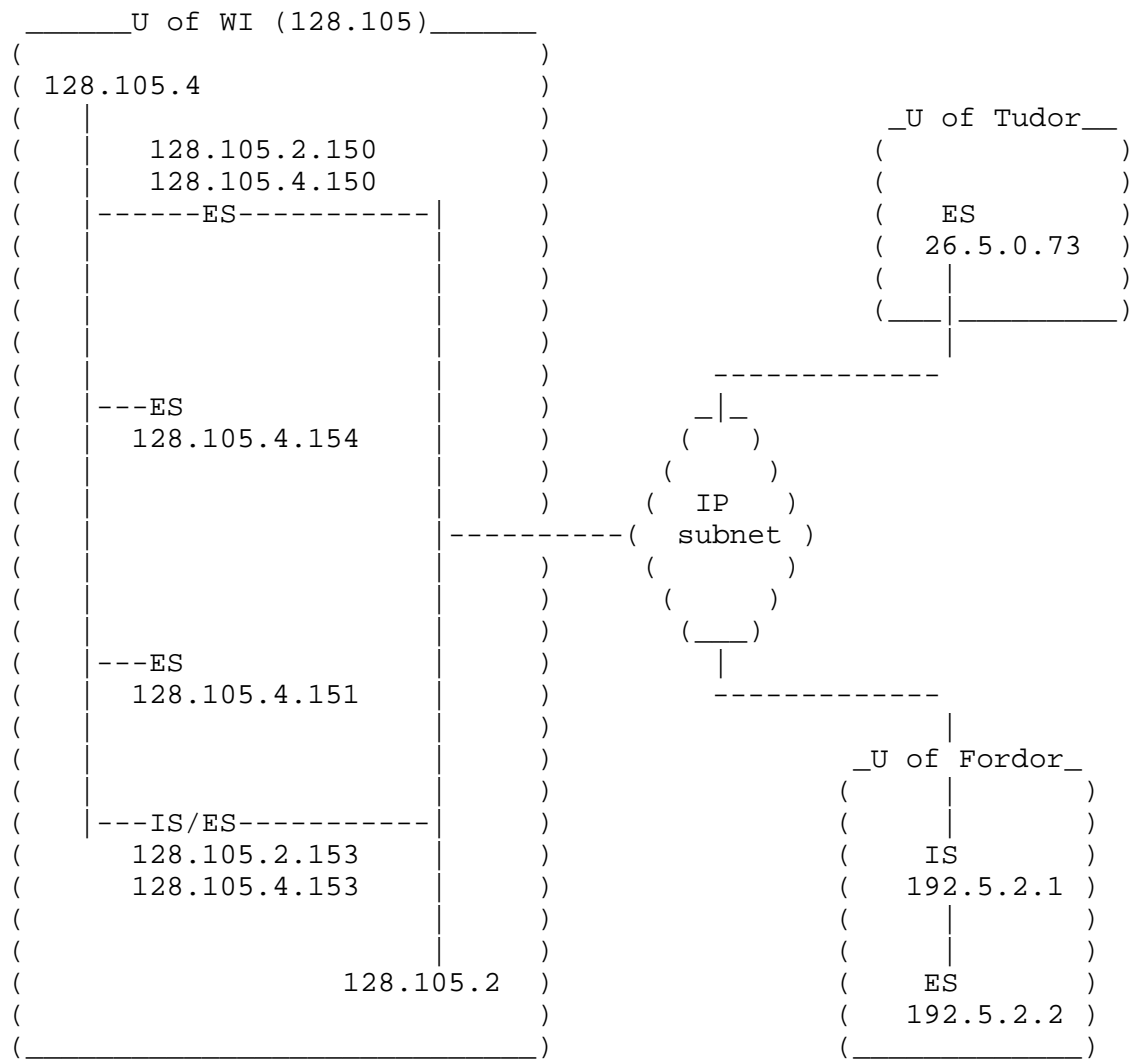 U of WI (128.105)
128.105.4
U of Tudor
128.105.2.150
128.105.4.150
ES
ES
26.5.0.73
ES
128.105.4.154
IP
subnet
ES
128.105.4.151
U of Fordor
IS/ES
128.105.2.153
IS
128.105.4.153
192.5.2.1
128.105.2
ES
192.5.2.2